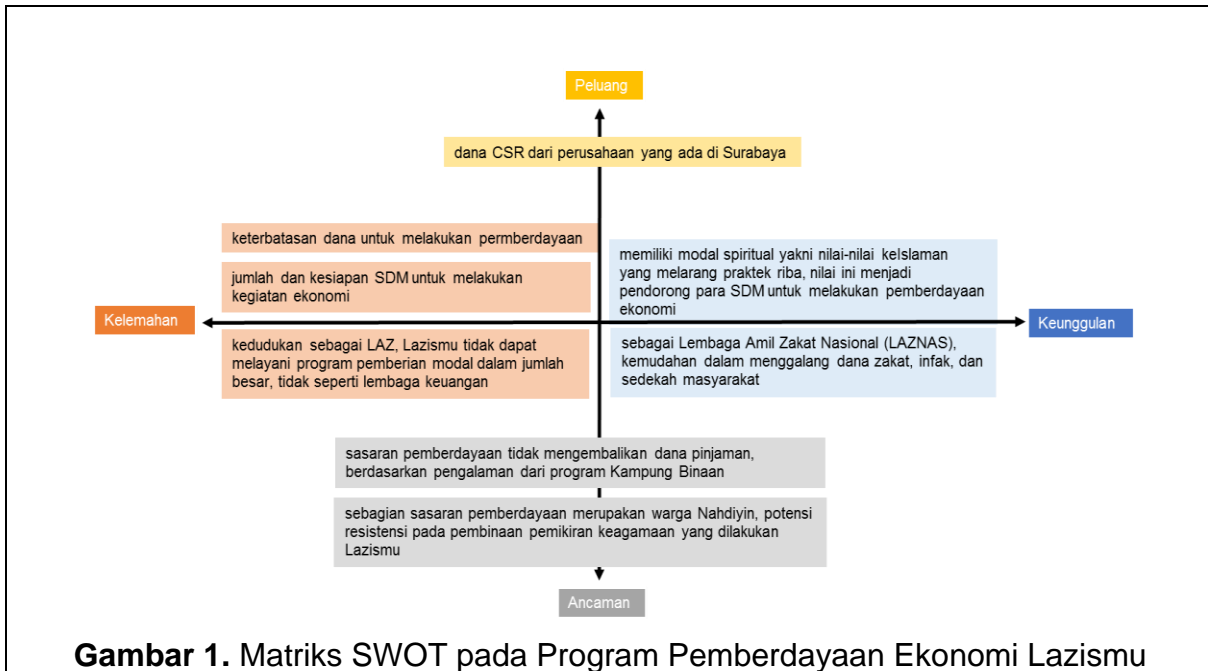 Peluang
dana CSR dari perusahaan yang ada di Surabaya
keterbatasan dana untuk melakukan permberdayaan
jumlah dan kesiapan SDM untuk melakukan
kegiatan ekonomi
memiliki modal spiritual yakni nilai-nilai keIslaman
yang melarang praktek riba, nilai ini menjadi
pendorong para SDM untuk melakukan pemberdayaan
ekonomi
Kelemahan
Keunggulan
kedudukan sebagai LAZ, Lazismu tidak dapat
melayani program pemberian modal dalam jumlah
besar, tidak seperti lembaga keuangan
sebagai Lembaga Amil Zakat Nasional (LAZNAS),
kemudahan dalam menggalang dana zakat, infak, dan
sedekah masyarakat
sasaran pemberdayaan tidak mengembalikan dana pinjaman,
berdasarkan pengalaman dari program Kampung Binaan
sebagian sasaran pemberdayaan merupakan warga Nahdiyin, potensi
resistensi pada pembinaan pemikiran keagamaan yang dilakukan
Lazismu
Ancaman
Gambar 1. Matriks SWOT pada Program Pemberdayaan Ekonomi Lazismu